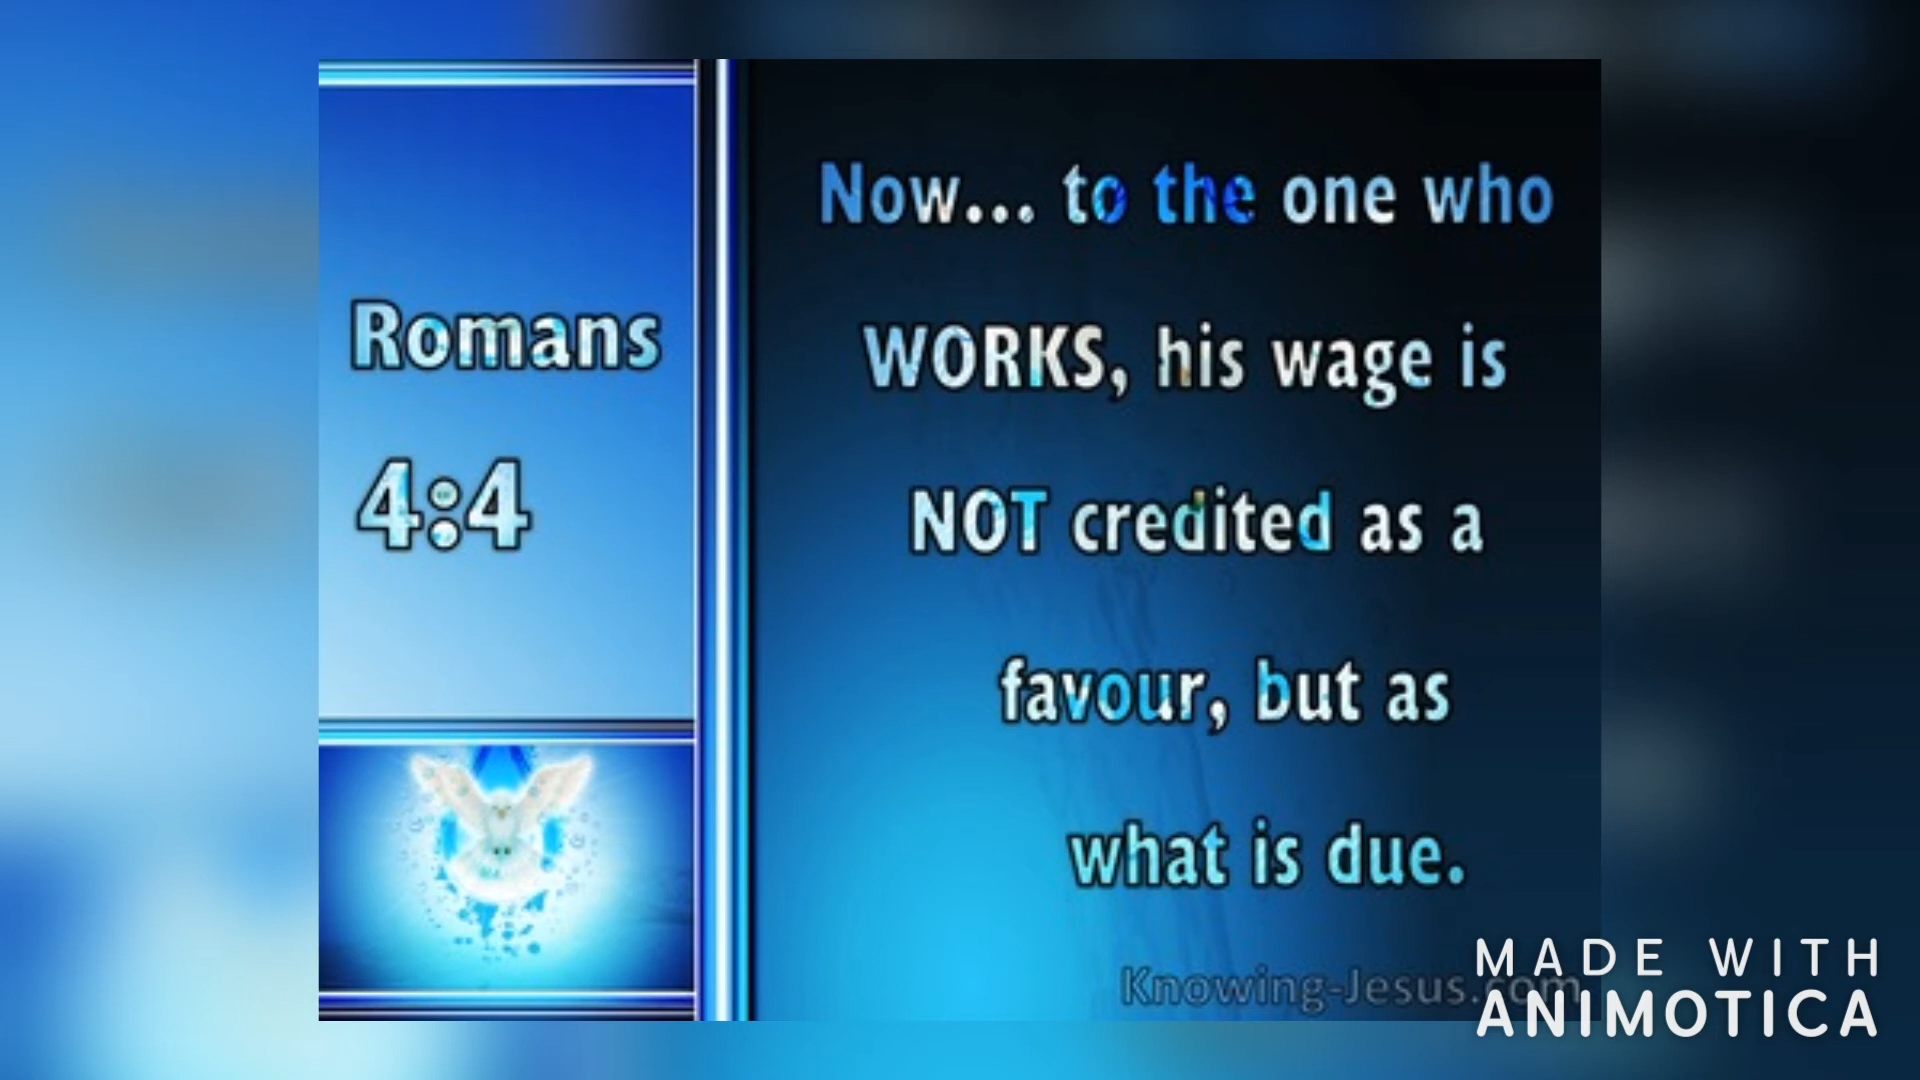 Romans
4:4
Now... to the one who
WORKS, his wage is
NOT credited as a
favour, but as
what is due.
Knowing-Jesus.com
MADE WITH
ANIMOTICA